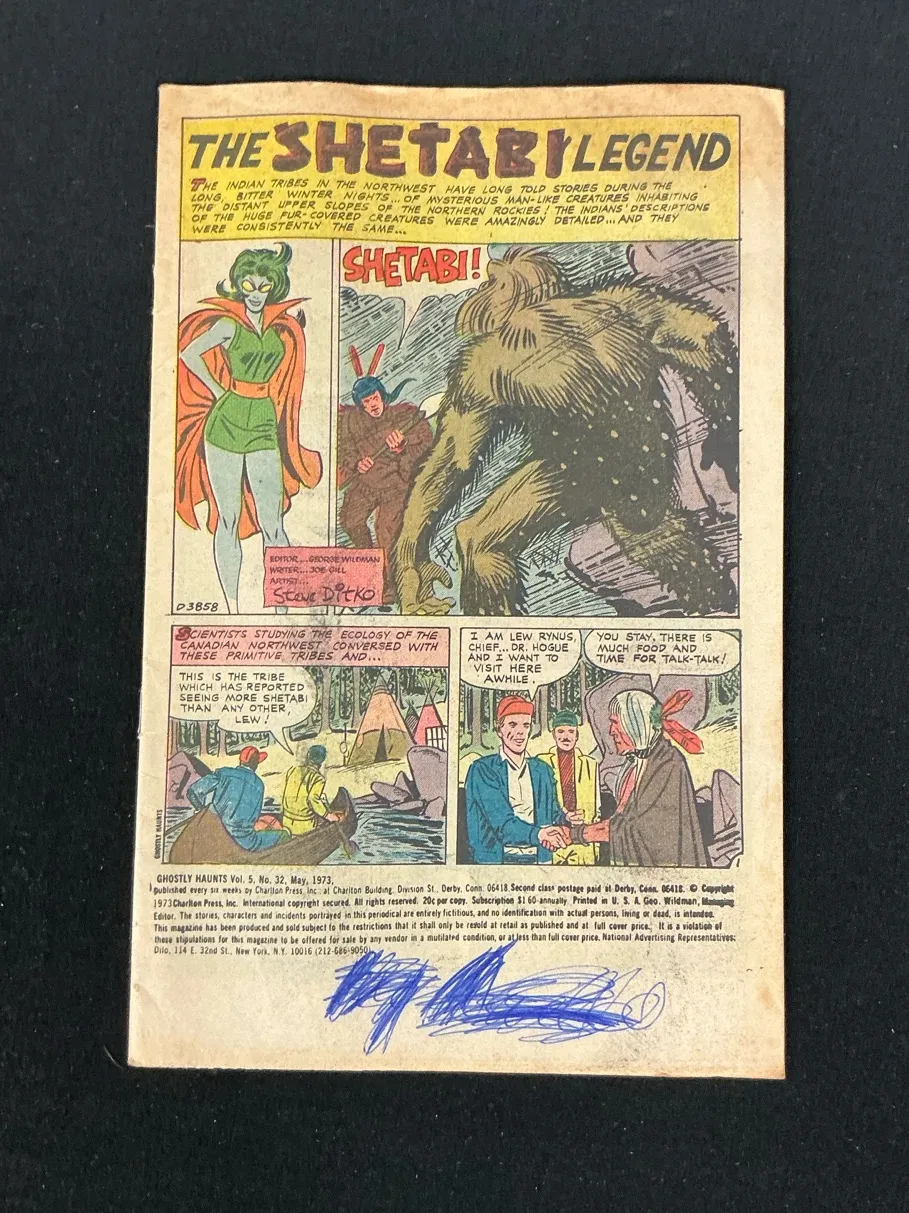 THE SHETABI LEGEND
THE INDIAN TRIBES IN THE NORTHWEST HAVE LONG TOLD STORIES DURING THE
LONG, BITTER WINTER NIGHTS... OF MYSTERIOUS MAN-LIKE CREATURES INHABITING
THE DISTANT UPPER SLOPES OF THE NORTHERN ROCKIES! THE INDIANS' DESCRIPTIONS
OF THE HUGE FUR-COVERED CREATURES WERE AMAZINGLY DETAILED... AND THEY
WERE CONSISTENTLY THE SAME...
SHETABI!
EDITOR...GEORGE WILDMAN
WRITER...JOE GILL
ARTIST...
Steve Ditko
D3858
SCIENTISTS STUDYING THE ECOLOGY OF THE
CANADIAN NORTHWEST CONVERSED WITH
THESE PRIMITIVE TRIBES AND...
THIS IS THE TRIBE
WHICH HAS REPORTED
SEEING MORE SHETABI
THAN ANY OTHER,
LEW!
I AM LEW RYNUS,
CHIEF... DR. HOGUE
AND I WANT TO
VISIT HERE
AWHILE.
YOU STAY, THERE IS
MUCH FOOD AND
TIME FOR TALK-TALK!
GHOSTLY HAUNTS
GHOSTLY HAUNTS Vol. 5, No. 32, May, 1973,
published every six weeks by Charlton Press, Inc. at Charlton Building, Division St., Derby, Conn. 06418. Second class postage paid at Derby, Conn. 06418. © Copyright
1973 Charlton Press, Inc. International copyright secured. All rights reserved. 20c per copy. Subscription $1.60 annually. Printed in U. S. A. Geo. Wildman, Managing
Editor. The stories, characters and incidents portrayed in this periodical are entirely fictitious, and no identification with actual persons, living or dead, is intended.
This magazine has been produced and sold subject to the restrictions that it shall only be resold at retail as published and at full cover price. It is a violation of
these stipulations for this magazine to be offered for sale by any vendor in a mutilated condition, or at less than full cover price. National Advertising Representatives:
Dilo, 114 E. 32nd St., New York, N.Y. 10016 (212-686-9050)